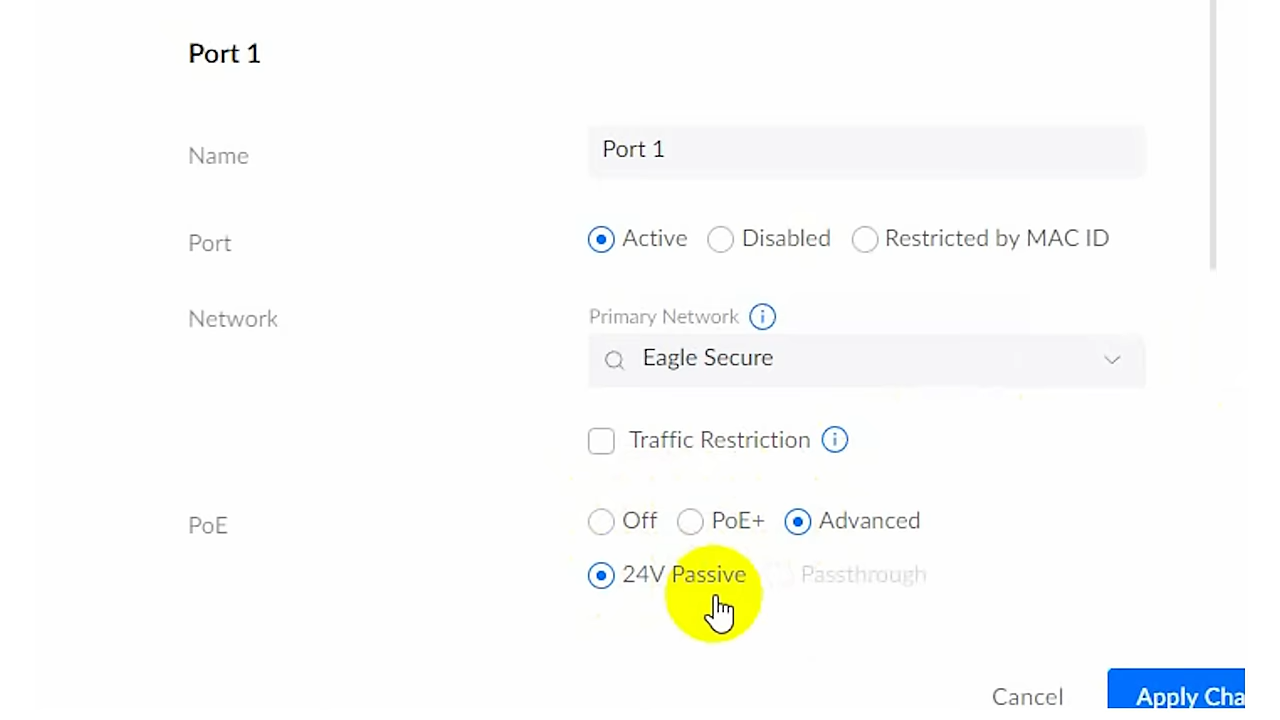 Port 1
Name
Port 1
Port
Active Disabled Restricted by MAC ID
Network
Primary Network
Eagle Secure
Traffic Restriction
PoE
Off PoE+ Advanced
24V Passive Passthrough
Cancel
Apply Cha